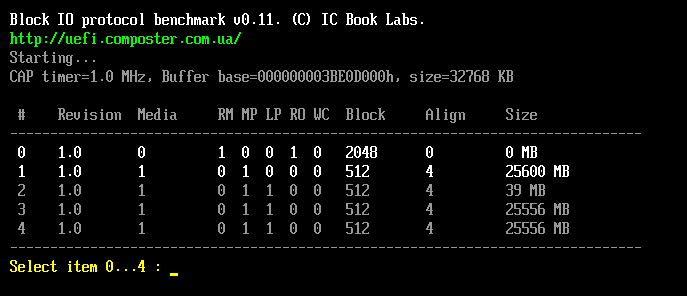 Block IO protocol benchmark v0.11. (C) IC Book Labs.
http://uefi.composter.com.ua/
Starting...
CAP timer=1.0 MHz, Buffer base=000000003BE0D000h, size=32768 KB
# Revision Media RM MP LP RO WC Block Align Size
-------------------------------------------------------------------------------
0 1.0 0 1 0 0 1 0 2048 0 0 MB
1 1.0 1 0 1 0 0 0 512 4 25600 MB
2 1.0 1 0 1 1 0 0 512 4 39 MB
3 1.0 1 0 1 1 0 0 512 4 25556 MB
4 1.0 1 0 1 1 0 0 512 4 25556 MB
-------------------------------------------------------------------------------
Select item 0...4 : _